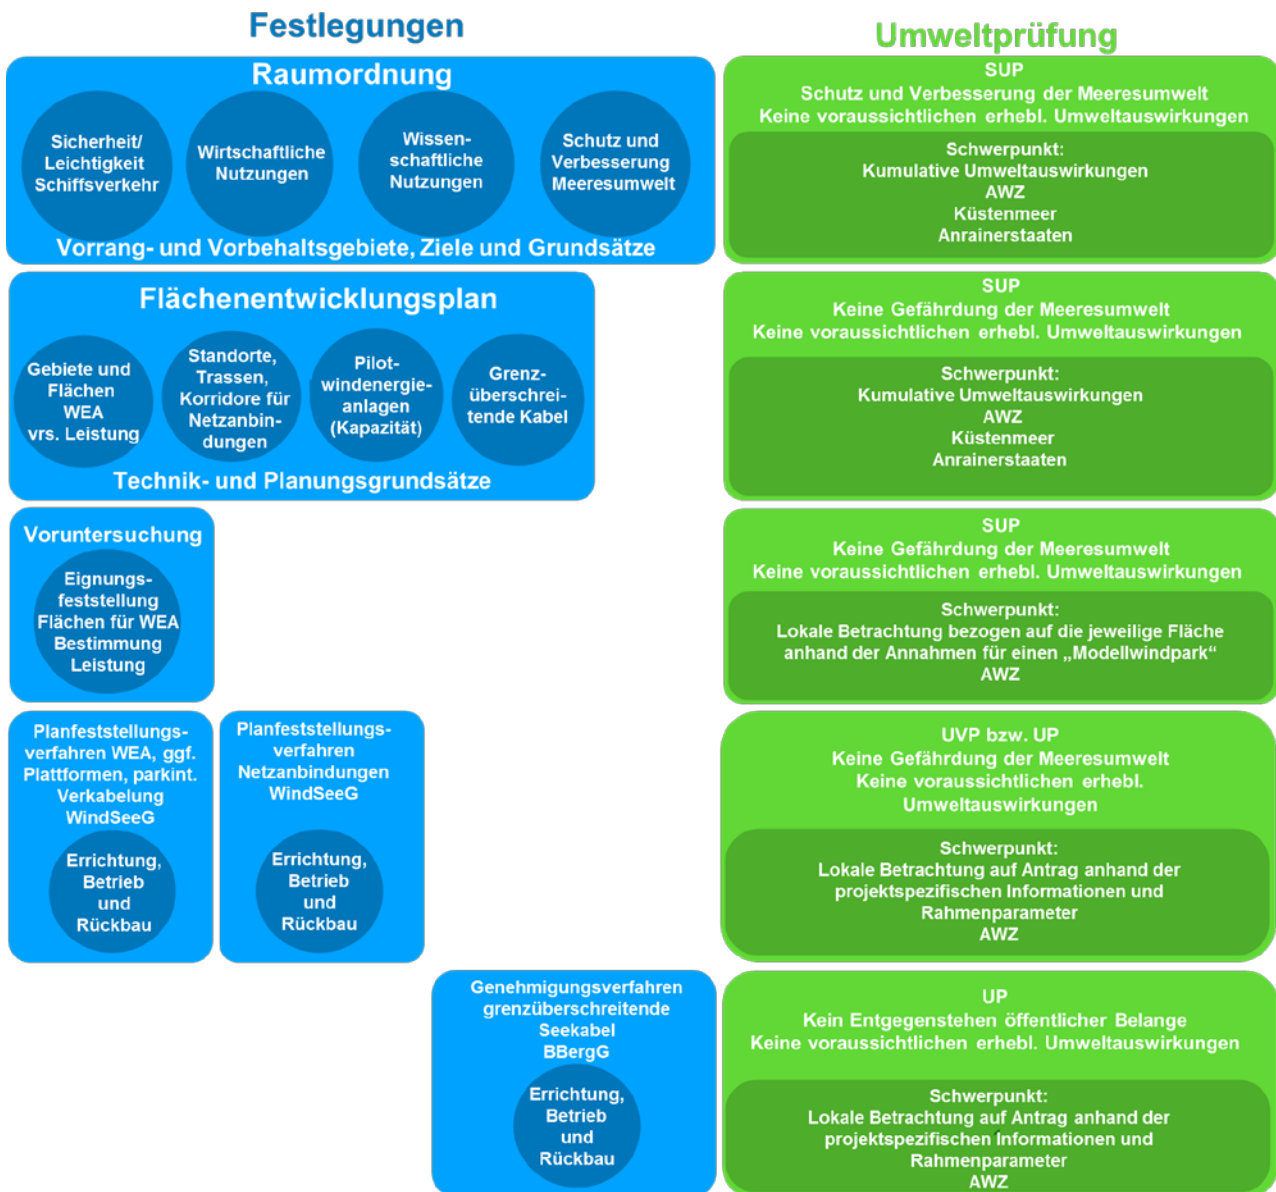 Festlegungen
Umweltprüfung
Raumordnung
Sicherheit/
Leichtigkeit
Schiffsverkehr
Wirtschaftliche
Nutzungen
Wissen-
schaftliche
Nutzungen
Schutz und
Verbesserung
Meeresumwelt
Vorrang- und Vorbehaltsgebiete, Ziele und Grundsätze
SUP
Schutz und Verbesserung der Meeresumwelt
Keine voraussichtlichen erhebl. Umweltauswirkungen
Schwerpunkt:
Kumulative Umweltauswirkungen
AWZ
Küstenmeer
Anrainerstaaten
Flächenentwicklungsplan
Gebiete und
Flächen
WEA
vrs. Leistung
Standorte,
Trassen,
Korridore für
Netzanbin-
dungen
Pilot-
windenergie-
anlagen
(Kapazität)
Grenz-
überschrei-
tende Kabel
Technik- und Planungsgrundsätze
SUP
Keine Gefährdung der Meeresumwelt
Keine voraussichtlichen erhebl. Umweltauswirkungen
Schwerpunkt:
Kumulative Umweltauswirkungen
AWZ
Küstenmeer
Anrainerstaaten
Voruntersuchung
Eignungs-
feststellung
Flächen für WEA
Bestimmung
Leistung
SUP
Keine Gefährdung der Meeresumwelt
Keine voraussichtlichen erhebl. Umweltauswirkungen
Schwerpunkt:
Lokale Betrachtung bezogen auf die jeweilige Fläche
anhand der Annahmen für einen „Modellwindpark“
AWZ
Planfeststellungs-
verfahren WEA, ggf.
Plattformen, parkint.
Verkabelung
WindSeeG
Errichtung,
Betrieb
und
Rückbau
Planfeststellungs-
verfahren
Netzanbindungen
WindSeeG
Errichtung,
Betrieb
und
Rückbau
UVP bzw. UP
Keine Gefährdung der Meeresumwelt
Keine voraussichtlichen erhebl.
Umweltauswirkungen
Schwerpunkt:
Lokale Betrachtung auf Antrag anhand der
projektspezifischen Informationen und
Rahmenparameter
AWZ
Genehmigungsverfahren
grenzüberschreitende
Seekabel
BBergG
Errichtung,
Betrieb
und
Rückbau
UP
Kein Entgegenstehen öffentlicher Belange
Keine voraussichtlichen erhebl. Umweltauswirkungen
Schwerpunkt:
Lokale Betrachtung auf Antrag anhand der
projektspezifischen Informationen und
Rahmenparameter
AWZ